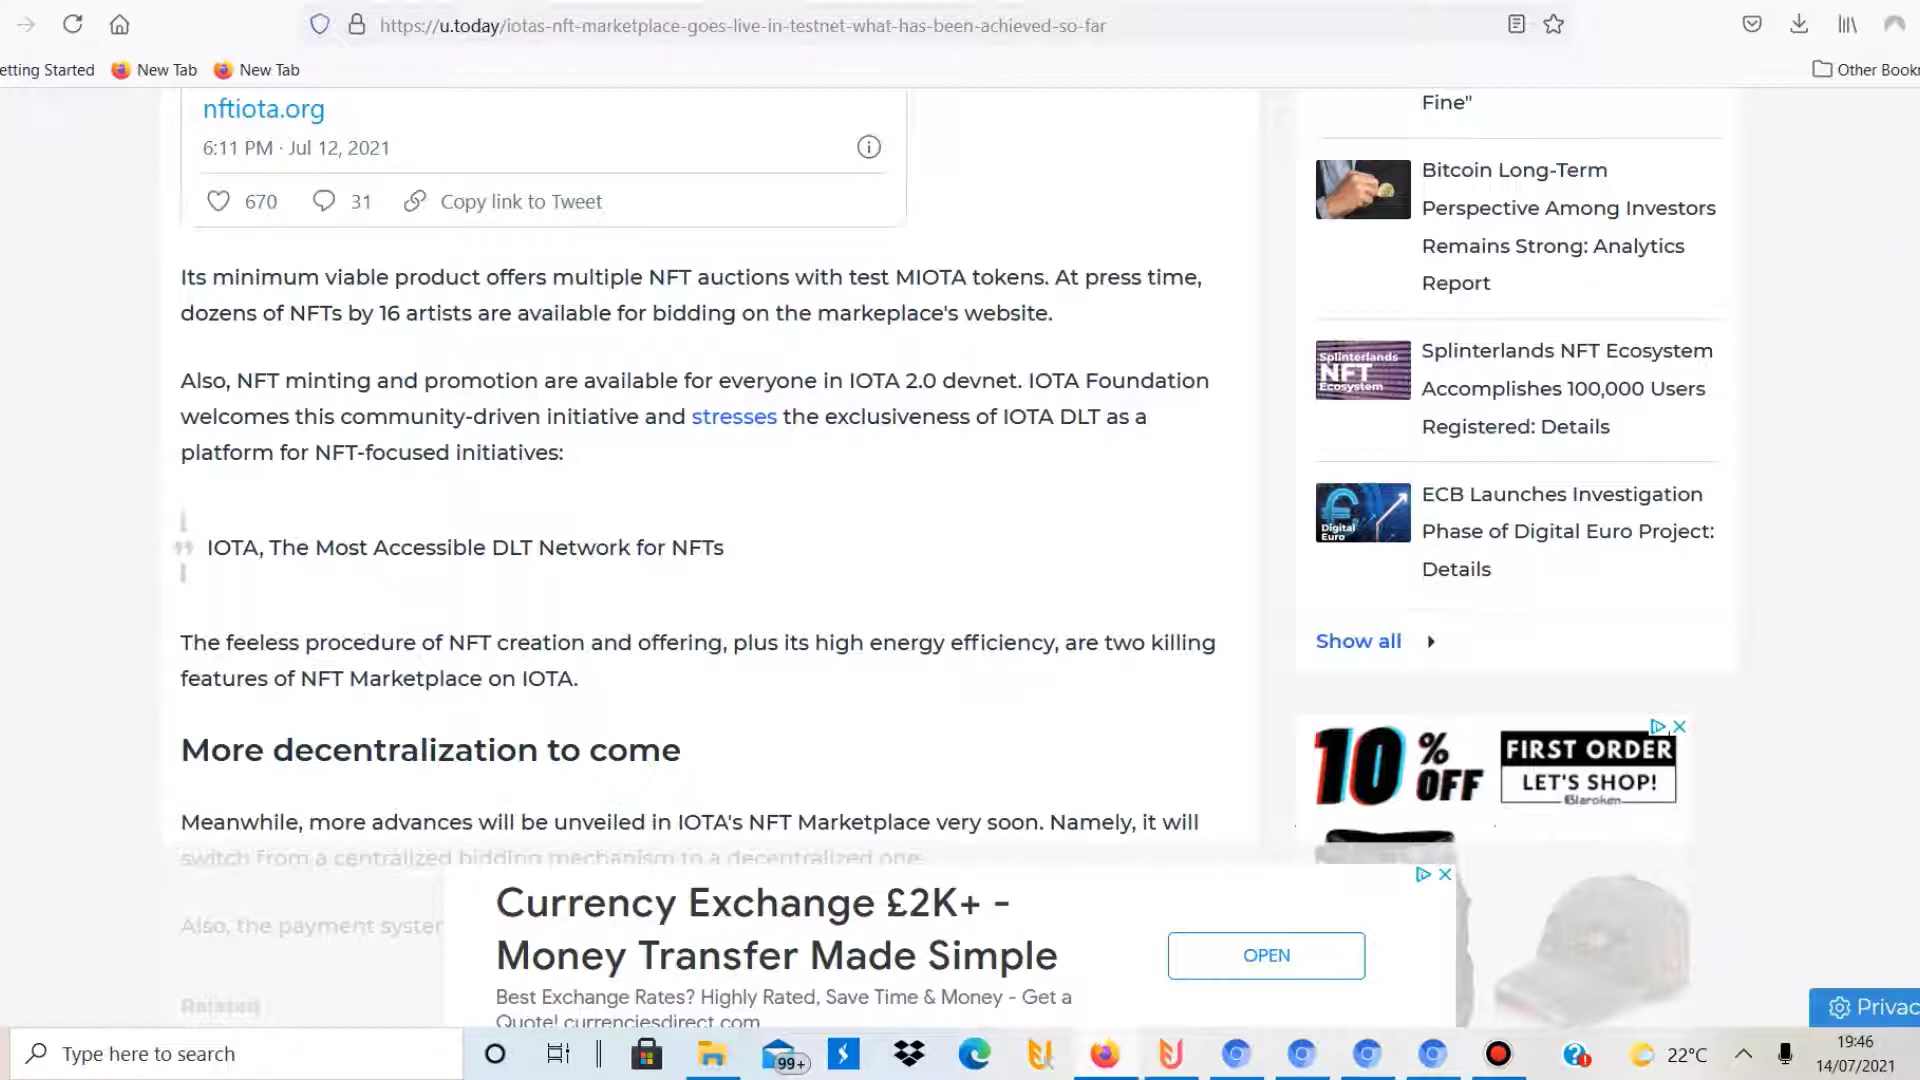 https://u.today/iotas-nft-marketplace-goes-live-in-testnet-what-has-been-achieved-so-far
etting Started
New Tab
New Tab
Other Bookr
nftiota.org
6:11 PM · Jul 12, 2021
670
31
Copy link to Tweet
Its minimum viable product offers multiple NFT auctions with test MIOTA tokens. At press time,
dozens of NFTs by 16 artists are available for bidding on the markeplace's website.
Also, NFT minting and promotion are available for everyone in IOTA 2.0 devnet. IOTA Foundation
welcomes this community-driven initiative and stresses the exclusiveness of IOTA DLT as a
platform for NFT-focused initiatives:
IOTA, The Most Accessible DLT Network for NFTs
The feeless procedure of NFT creation and offering, plus its high energy efficiency, are two killing
features of NFT Marketplace on IOTA.
More decentralization to come
Meanwhile, more advances will be unveiled in IOTA's NFT Marketplace very soon. Namely, it will
switch from a centralized bidding mechanism to a decentralized one.
Also, the payment syster
Related
Fine"
Bitcoin Long-Term
Perspective Among Investors
Remains Strong: Analytics
Report
Splinterlands
NFT
Ecosystem
Splinterlands NFT Ecosystem
Accomplishes 100,000 Users
Registered: Details
Digital
Euro
ECB Launches Investigation
Phase of Digital Euro Project:
Details
Show all
10 % OFF
FIRST ORDER
LET'S SHOP!
Blaroken
Currency Exchange £2K+ -
Money Transfer Made Simple
Best Exchange Rates? Highly Rated, Save Time & Money - Get a
Quote! currenciesdirect.com
OPEN
Privac
Type here to search
99+
22°C
19:46
14/07/2021